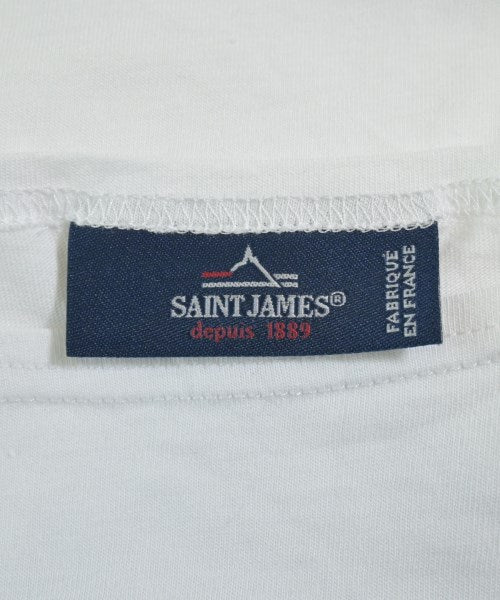 SAINT JAMES®
depuis 1889
FABRIQUÉ
EN FRANCE